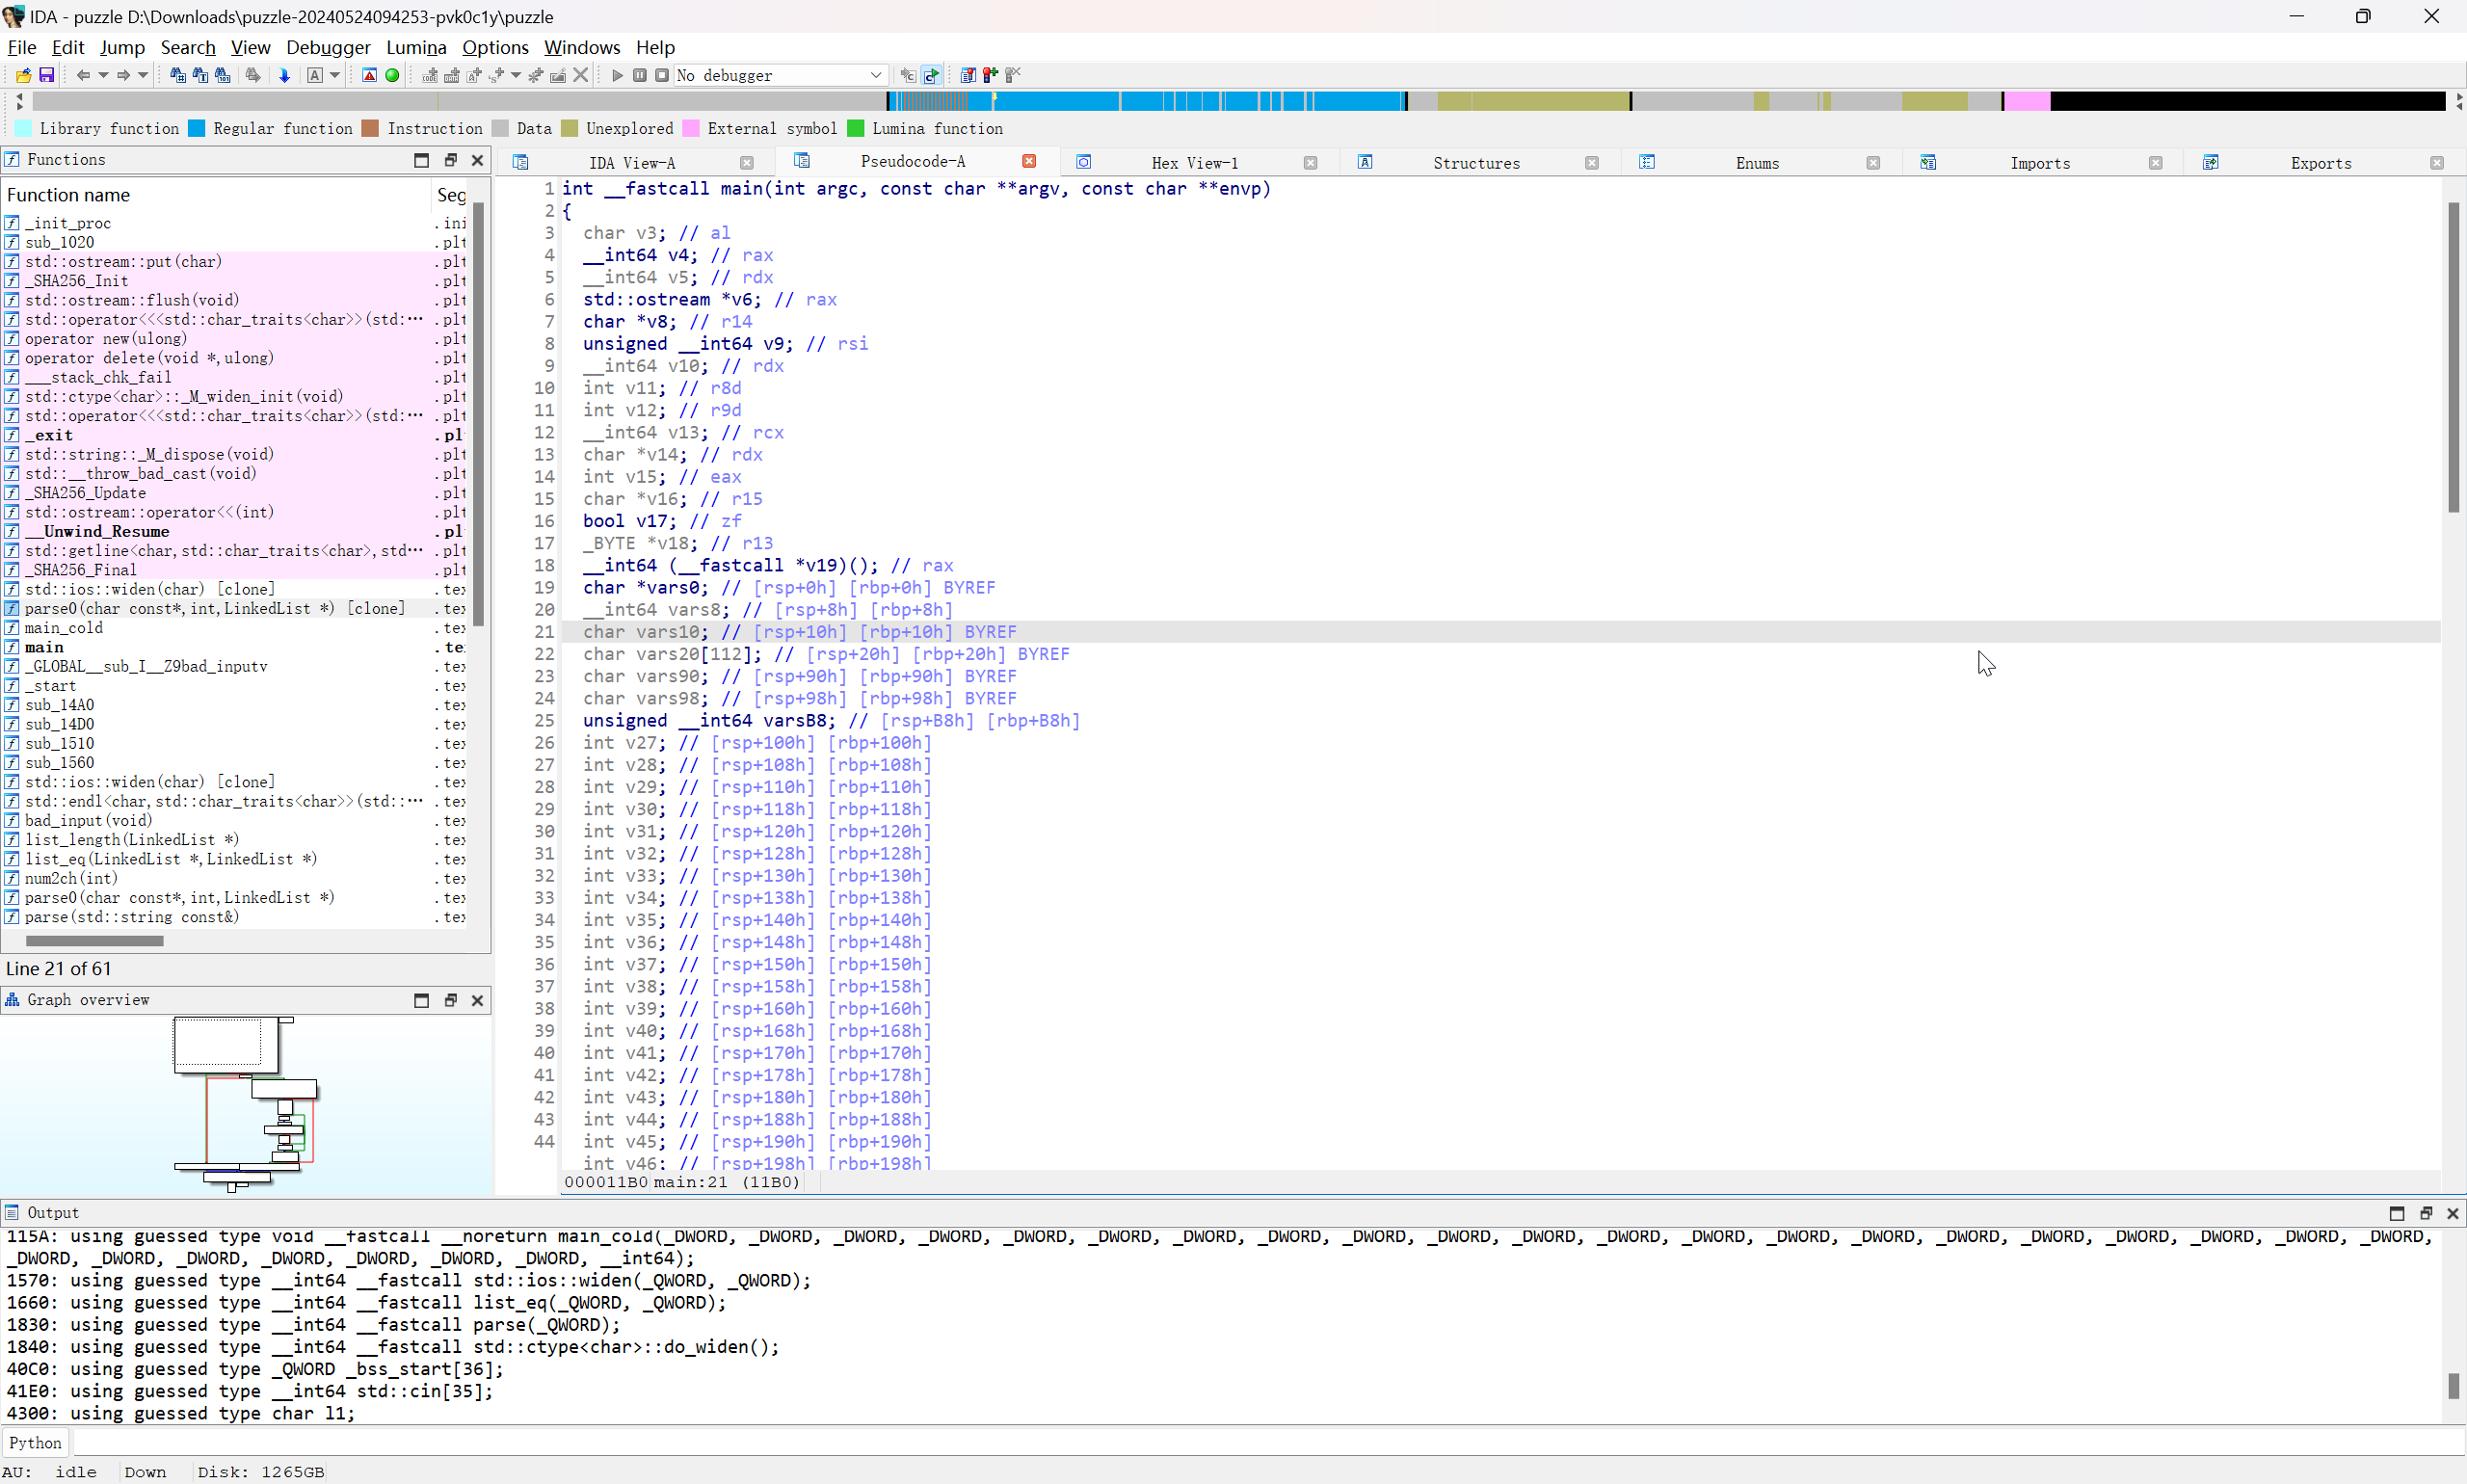 IDA - puzzle D:\Downloads\puzzle-20240524094253-pvk0c1y\puzzle
File Edit Jump Search View Debugger Lumina Options Windows Help
No debugger
Library function Regular function Instruction Data Unexplored External symbol Lumina function
Functions
Function name Seg
_init_proc .ini
sub_1020 .plt
std::ostream::put(char) .plt
_SHA256_Init .plt
std::ostream::flush(void) .plt
std::operator<<<std::char_traits<char>>(std:⋯ .plt
operator new(ulong) .plt
operator delete(void *,ulong) .plt
___stack_chk_fail .plt
std::ctype<char>::_M_widen_init(void) .plt
std::operator<<<std::char_traits<char>>(std:⋯ .plt
_exit .pl
std::string::_M_dispose(void) .plt
std::__throw_bad_cast(void) .plt
_SHA256_Update .plt
std::ostream::operator<<(int) .plt
__Unwind_Resume .pl
std::getline<char,std::char_traits<char>,std⋯ .plt
_SHA256_Final .plt
std::ios::widen(char) [clone] .tex
parse0(char const*,int,LinkedList *) [clone] .tex
main_cold .tex
main .te
_GLOBAL__sub_I__Z9bad_inputv .tex
_start .tex
sub_14A0 .tex
sub_14D0 .tex
sub_1510 .tex
sub_1560 .tex
std::ios::widen(char) [clone] .tex
std::endl<char,std::char_traits<char>>(std::⋯ .tex
bad_input(void) .tex
list_length(LinkedList *) .tex
list_eq(LinkedList *,LinkedList *) .tex
num2ch(int) .tex
parse0(char const*,int,LinkedList *) .tex
parse(std::string const&) .tex
Line 21 of 61
Graph overview
IDA View-A Pseudocode-A Hex View-1 Structures Enums Imports Exports
1 int __fastcall main(int argc, const char **argv, const char **envp)
2 {
3 char v3; // al
4 __int64 v4; // rax
5 __int64 v5; // rdx
6 std::ostream *v6; // rax
7 char *v8; // r14
8 unsigned __int64 v9; // rsi
9 __int64 v10; // rdx
10 int v11; // r8d
11 int v12; // r9d
12 __int64 v13; // rcx
13 char *v14; // rdx
14 int v15; // eax
15 char *v16; // r15
16 bool v17; // zf
17 _BYTE *v18; // r13
18 __int64 (__fastcall *v19)(); // rax
19 char *vars0; // [rsp+0h] [rbp+0h] BYREF
20 __int64 vars8; // [rsp+8h] [rbp+8h]
21 char vars10; // [rsp+10h] [rbp+10h] BYREF
22 char vars20[112]; // [rsp+20h] [rbp+20h] BYREF
23 char vars90; // [rsp+90h] [rbp+90h] BYREF
24 char vars98; // [rsp+98h] [rbp+98h] BYREF
25 unsigned __int64 varsB8; // [rsp+B8h] [rbp+B8h]
26 int v27; // [rsp+100h] [rbp+100h]
27 int v28; // [rsp+108h] [rbp+108h]
28 int v29; // [rsp+110h] [rbp+110h]
29 int v30; // [rsp+118h] [rbp+118h]
30 int v31; // [rsp+120h] [rbp+120h]
31 int v32; // [rsp+128h] [rbp+128h]
32 int v33; // [rsp+130h] [rbp+130h]
33 int v34; // [rsp+138h] [rbp+138h]
34 int v35; // [rsp+140h] [rbp+140h]
35 int v36; // [rsp+148h] [rbp+148h]
36 int v37; // [rsp+150h] [rbp+150h]
37 int v38; // [rsp+158h] [rbp+158h]
38 int v39; // [rsp+160h] [rbp+160h]
39 int v40; // [rsp+168h] [rbp+168h]
40 int v41; // [rsp+170h] [rbp+170h]
41 int v42; // [rsp+178h] [rbp+178h]
42 int v43; // [rsp+180h] [rbp+180h]
43 int v44; // [rsp+188h] [rbp+188h]
44 int v45; // [rsp+190h] [rbp+190h]
int v46; // [rsp+198h] [rbp+198h]
000011B0 main:21 (11B0)
Output
115A: using guessed type void __fastcall __noreturn main_cold(_DWORD, _DWORD, _DWORD, _DWORD, _DWORD, _DWORD, _DWORD, _DWORD, _DWORD, _DWORD, _DWORD, _DWORD, _DWORD, _DWORD, _DWORD, _DWORD, _DWORD, _DWORD, _DWORD, _DWORD, _DWORD,
_DWORD, _DWORD, _DWORD, _DWORD, _DWORD, _DWORD, _DWORD, __int64);
1570: using guessed type __int64 __fastcall std::ios::widen(_QWORD, _QWORD);
1660: using guessed type __int64 __fastcall list_eq(_QWORD, _QWORD);
1830: using guessed type __int64 __fastcall parse(_QWORD);
1840: using guessed type __int64 __fastcall std::ctype<char>::do_widen();
40C0: using guessed type _QWORD _bss_start[36];
41E0: using guessed type __int64 std::cin[35];
4300: using guessed type char l1;
Python
AU: idle Down Disk: 1265GB